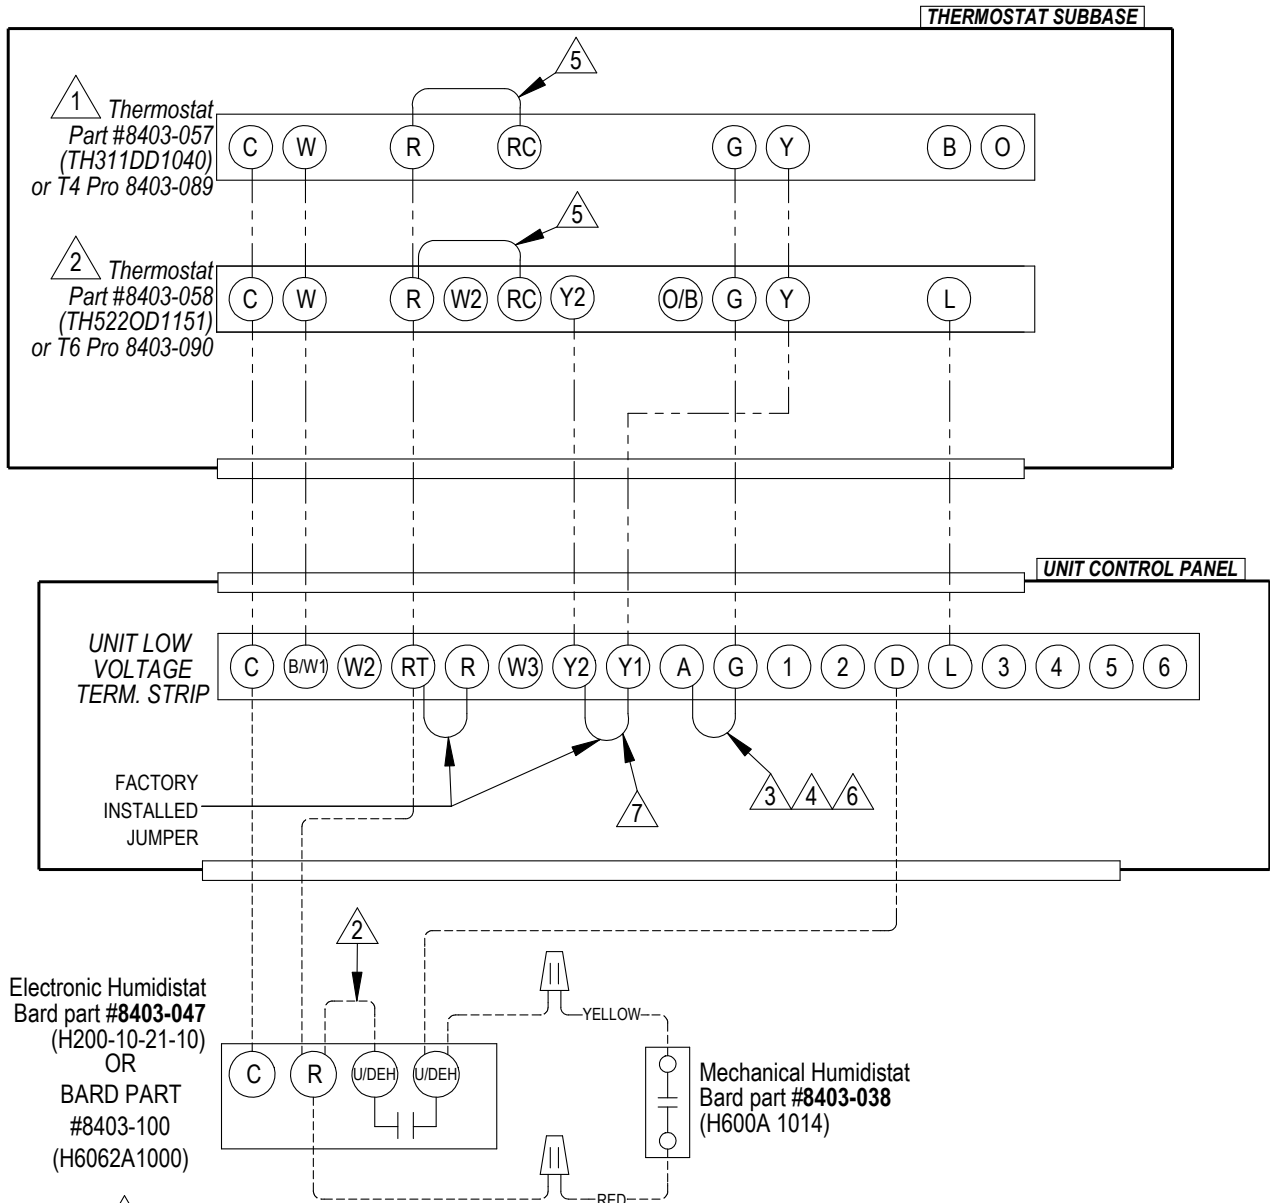 THERMOSTAT SUBBASE
5
1 Thermostat
Part #8403-057
(TH311DD1040)
or T4 Pro 8403-089
C W R RC G Y B O
5
2 Thermostat
Part #8403-058
(TH522OD1151)
or T6 Pro 8403-090
C W R W2 RC Y2 O/B G Y L
UNIT CONTROL PANEL
UNIT LOW
VOLTAGE
TERM. STRIP
C B/W1 W2 RT R W3 Y2 Y1 A G 1 2 D L 3 4 5 6
FACTORY
INSTALLED
JUMPER
7
3 4 6
2
Electronic Humidistat
Bard part #8403-047
(H200-10-21-10)
OR
BARD PART
#8403-100
(H6062A1000)
C R U/DEH U/DEH
YELLOW
Mechanical Humidistat
Bard part #8403-038
(H600A 1014)
RED